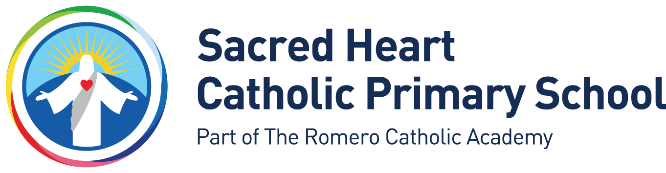 Sacred Heart
Catholic Primary School
Part of The Romero Catholic Academy